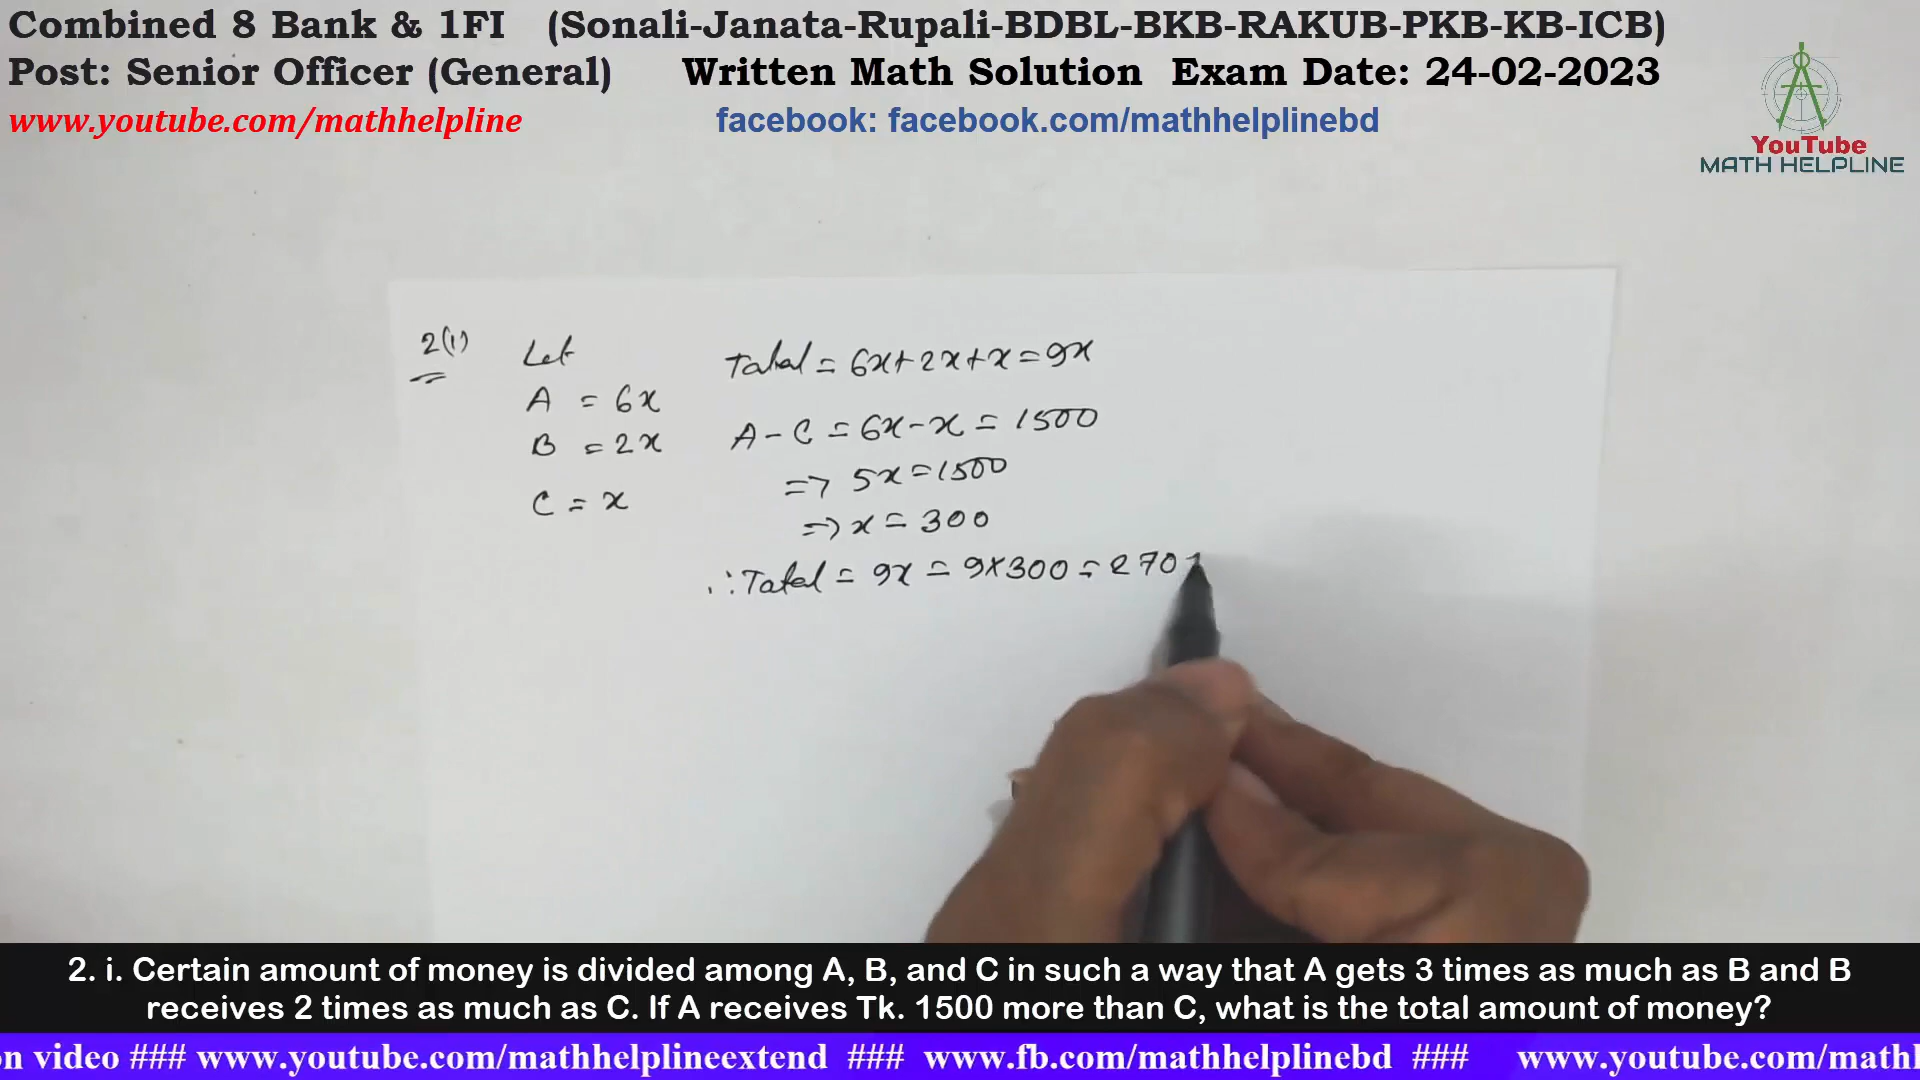 Combined 8 Bank & 1FI (Sonali-Janata-Rupali-BDBL-BKB-RAKUB-PKB-KB-ICB)
Post: Senior Officer (General) Written Math Solution Exam Date: 24-02-2023
www.youtube.com/mathhelpline facebook: facebook.com/mathhelplinebd
YouTube
MATH HELPLINE
2(i) Let
A = 6x
B = 2x
C = x
Total = 6x+2x+x = 9x
A - C = 6x - x = 1500
=> 5x = 1500
=> x = 300
∴ Total = 9x = 9×300 = 270
2. i. Certain amount of money is divided among A, B, and C in such a way that A gets 3 times as much as B and B
receives 2 times as much as C. If A receives Tk. 1500 more than C, what is the total amount of money?
on video ### www.youtube.com/mathhelplineextend ### www.fb.com/mathhelplinebd ### www.youtube.com/math